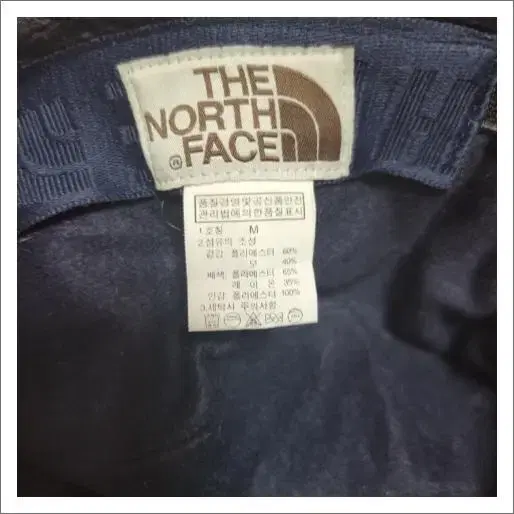 THE
NORTH
FACE
®
품질경영및공산품안전
관리법에의한품질표시
1.호칭 M
2.섬유의 조성
겉감 폴리에스터 60%
모 40%
배색 폴리에스터 65%
레 이 온 35%
안감 폴리에스터 100%
3.세탁시 주의사항